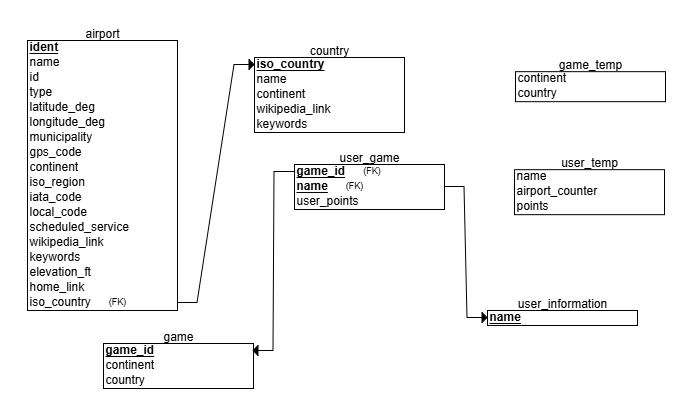 airport
ident
name
id
type
latitude_deg
longitude_deg
municipality
gps_code
continent
iso_region
iata_code
local_code
scheduled_service
wikipedia_link
keywords
elevation_ft
home_link
iso_country (FK)
country
iso_country
name
continent
wikipedia_link
keywords
game_temp
continent
country
user_game
game_id (FK)
name (FK)
user_points
user_temp
name
airport_counter
points
user_information
name
game
game_id
continent
country